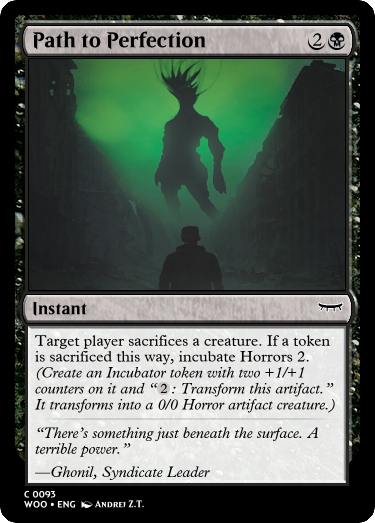 Path to Perfection 2
Instant
Target player sacrifices a creature. If a token
is sacrificed this way, incubate Horrors 2.
(Create an Incubator token with two +1/+1
counters on it and “2: Transform this artifact.”
It transforms into a 0/0 Horror artifact creature.)
“There's something just beneath the surface. A
terrible power.”
—Ghonil, Syndicate Leader
C 0093
WOO • ENG Andrei Z.T.